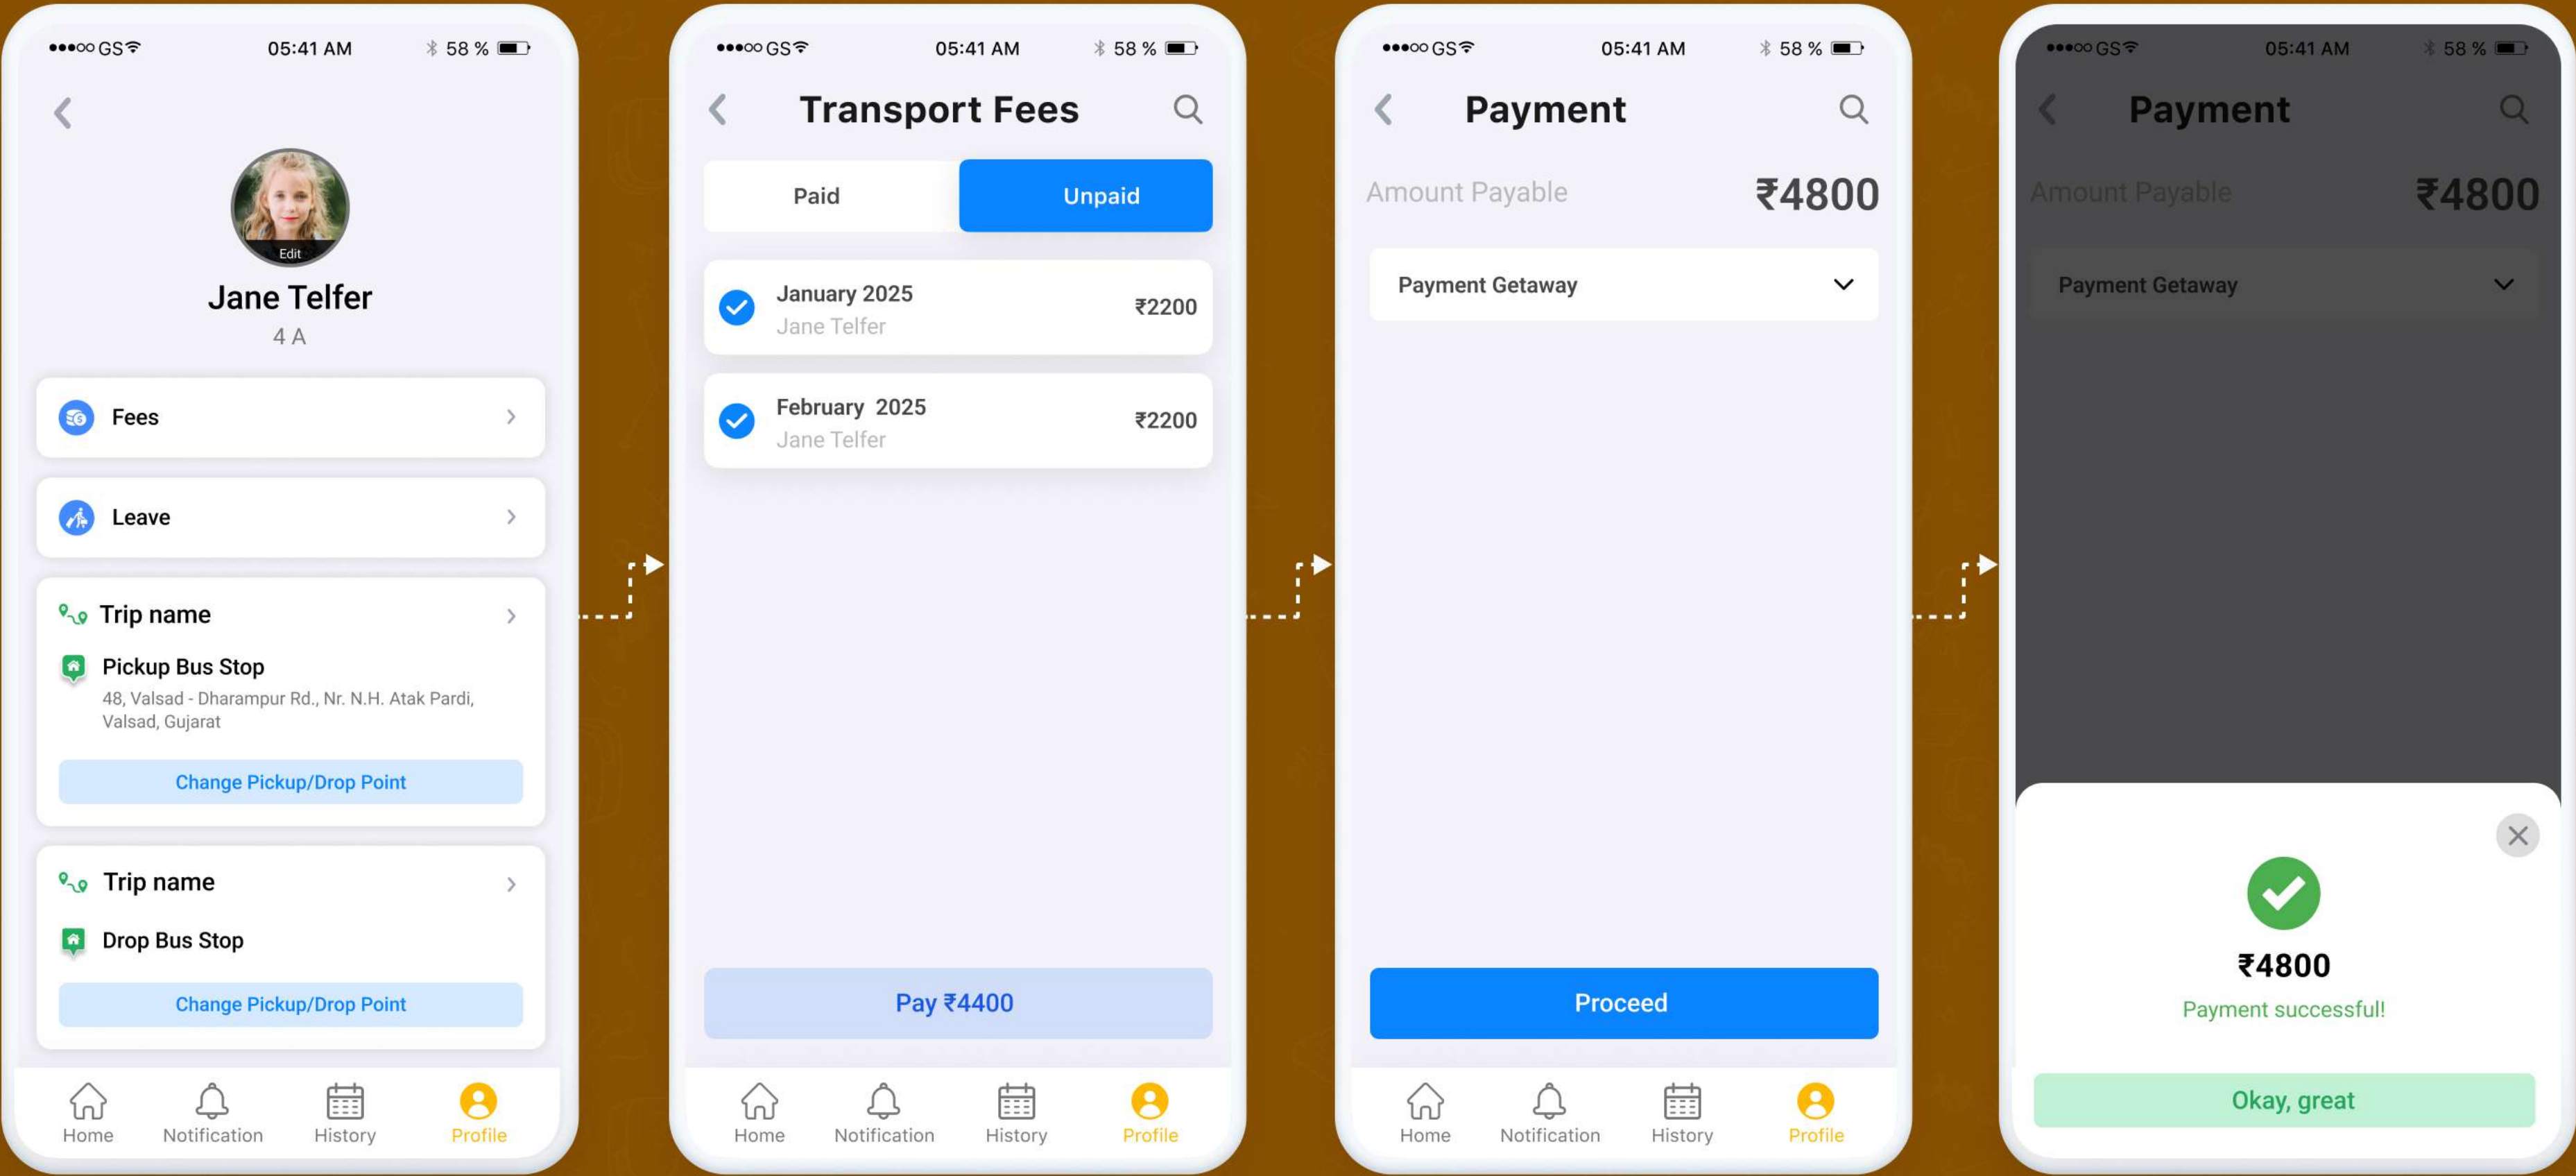 GS 05:41 AM 58 %
Edit
Jane Telfer
4 A
Fees
Leave
Trip name
Pickup Bus Stop
48, Valsad - Dharampur Rd., Nr. N.H. Atak Pardi,
Valsad, Gujarat
Change Pickup/Drop Point
Trip name
Drop Bus Stop
Change Pickup/Drop Point
Home Notification History Profile
GS 05:41 AM 58 %
Transport Fees
Paid Unpaid
January 2025 ₹2200
Jane Telfer
February 2025 ₹2200
Jane Telfer
Pay ₹4400
Home Notification History Profile
GS 05:41 AM 58 %
Payment
Amount Payable ₹4800
Payment Getaway
Proceed
Home Notification History Profile
GS 05:41 AM 58 %
Payment
Amount Payable ₹4800
Payment Getaway
₹4800
Payment successful!
Okay, great